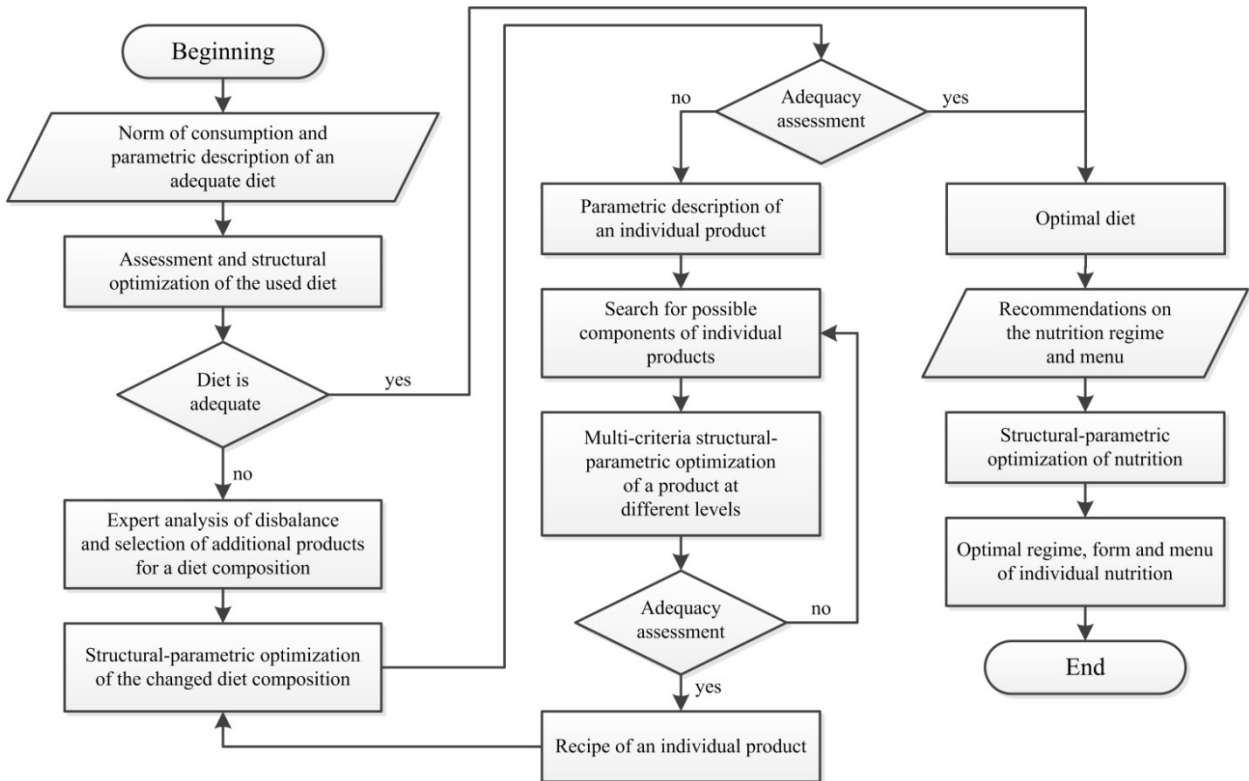 Beginning
Norm of consumption and
parametric description of an
adequate diet
Assessment and structural
optimization of the used diet
Diet is
adequate
yes
no
Expert analysis of disbalance
and selection of additional products
for a diet composition
Structural-parametric optimization
of the changed diet composition
Adequacy
assessment
no
yes
Parametric description of
an individual product
Search for possible
components of individual
products
Multi-criteria structural-
parametric optimization
of a product at
different levels
Adequacy
assessment
no
yes
Recipe of an individual product
Optimal diet
Recommendations on
the nutrition regime
and menu
Structural-parametric
optimization of nutrition
Optimal regime, form and menu
of individual nutrition
End